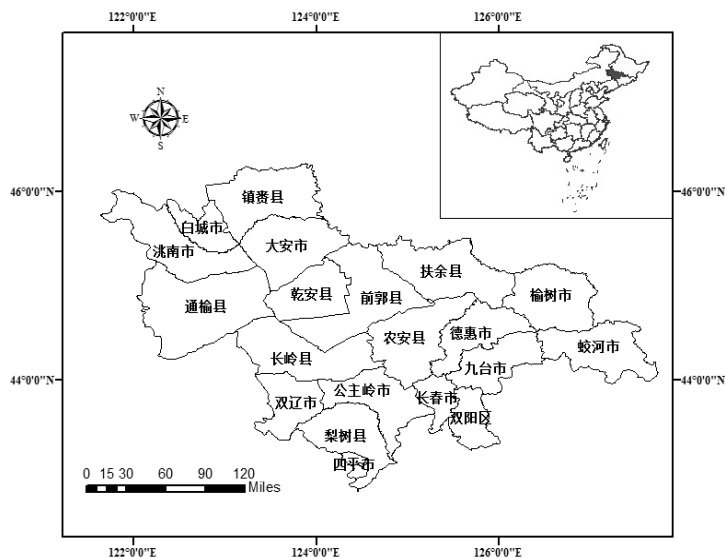 122°0'0"E
124°0'0"E
126°0'0"E
N
W
E
S
46°0'0"N
46°0'0"N
镇赉县
白城市
洮南市
大安市
扶余县
乾安县
前郭县
榆树市
通榆县
农安县
德惠市
蛟河市
长岭县
九台市
公主岭市
长春市
双辽市
双阳区
44°0'0"N
44°0'0"N
梨树县
四平市
0 15 30 60 90 120
Miles
122°0'0"E
124°0'0"E
126°0'0"E